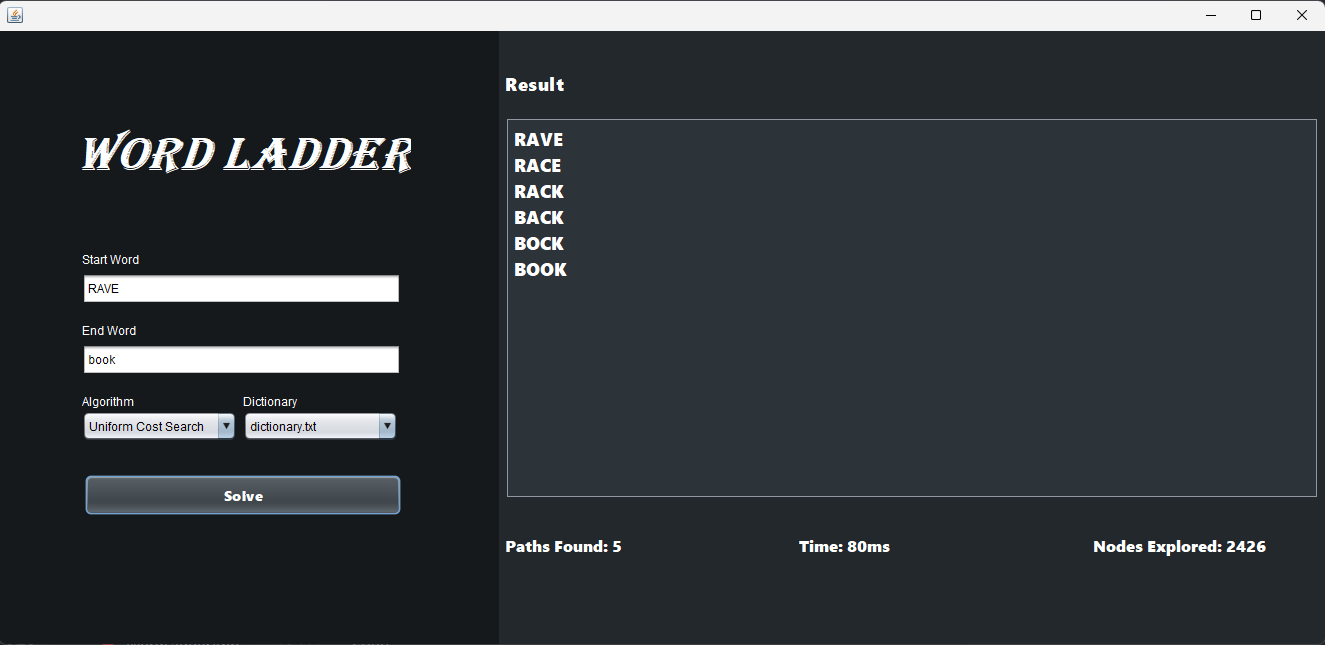 WORD LADDER
Start Word
RAVE
End Word
book
Algorithm
Dictionary
Uniform Cost Search
dictionary.txt
Solve
Result
RAVE
RACE
RACK
BACK
BOCK
BOOK
Paths Found: 5
Time: 80ms
Nodes Explored: 2426